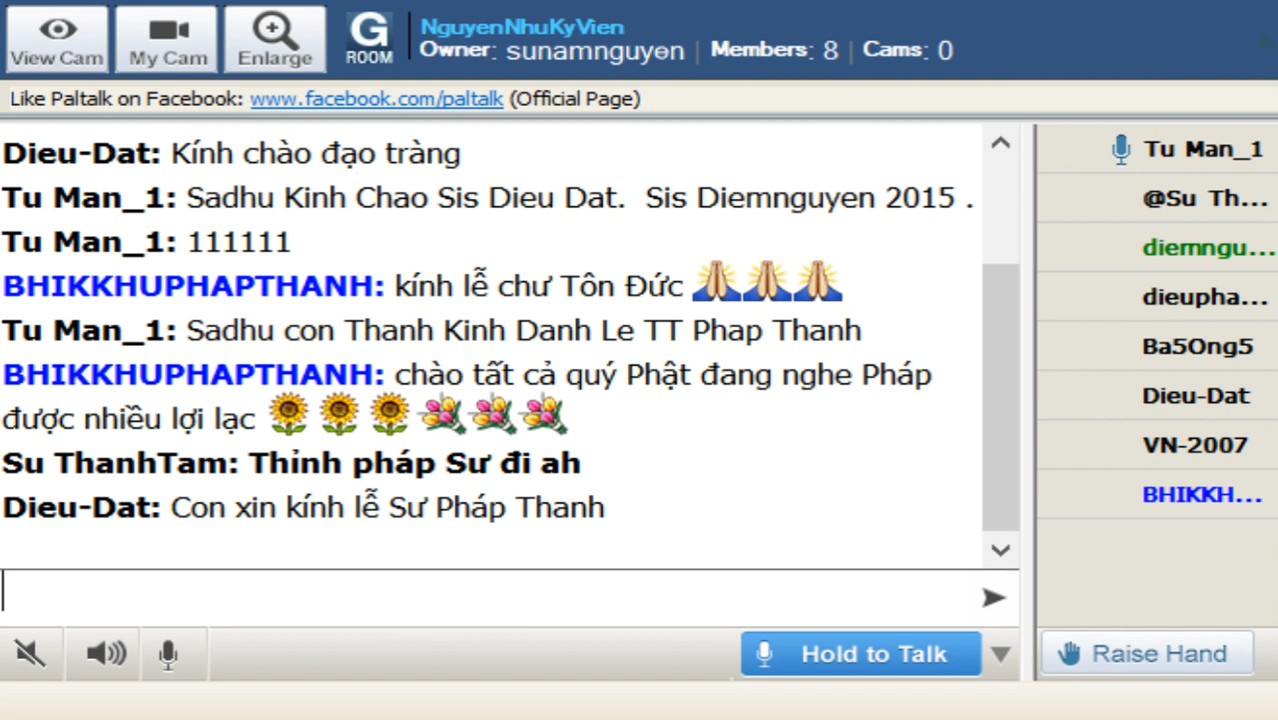 View Cam
My Cam
Enlarge
G ROOM
NguyenNhuKyVien
Owner: sunamnguyen | Members: 8 | Cams: 0
Like Paltalk on Facebook: www.facebook.com/paltalk (Official Page)
Dieu-Dat: Kính chào đạo tràng
Tu Man_1: Sadhu Kinh Chao Sis Dieu Dat.  Sis Diemnguyen 2015 .
Tu Man_1: 111111
BHIKKHUPHAPTHANH: kính lễ chư Tôn Đức
Tu Man_1: Sadhu con Thanh Kinh Danh Le TT Phap Thanh
BHIKKHUPHAPTHANH: chào tất cả quý Phật đang nghe Pháp
được nhiều lợi lạc
Su ThanhTam: Thỉnh pháp Sư đi ah
Dieu-Dat: Con xin kính lễ Sư Pháp Thanh
Tu Man_1
@Su Th...
diemngu...
dieupha...
Ba5Ong5
Dieu-Dat
VN-2007
BHIKKH...
Hold to Talk
Raise Hand